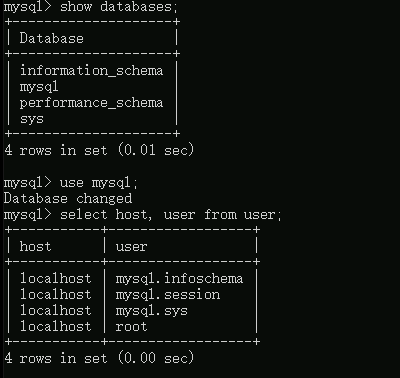 mysql> show databases;
+--------------------+
| Database           |
+--------------------+
| information_schema |
| mysql              |
| performance_schema |
| sys                |
+--------------------+
4 rows in set (0.01 sec)

mysql> use mysql;
Database changed
mysql> select host, user from user;
+-----------+------------------+
| host      | user             |
+-----------+------------------+
| localhost | mysql.infoschema |
| localhost | mysql.session    |
| localhost | mysql.sys        |
| localhost | root             |
+-----------+------------------+
4 rows in set (0.00 sec)